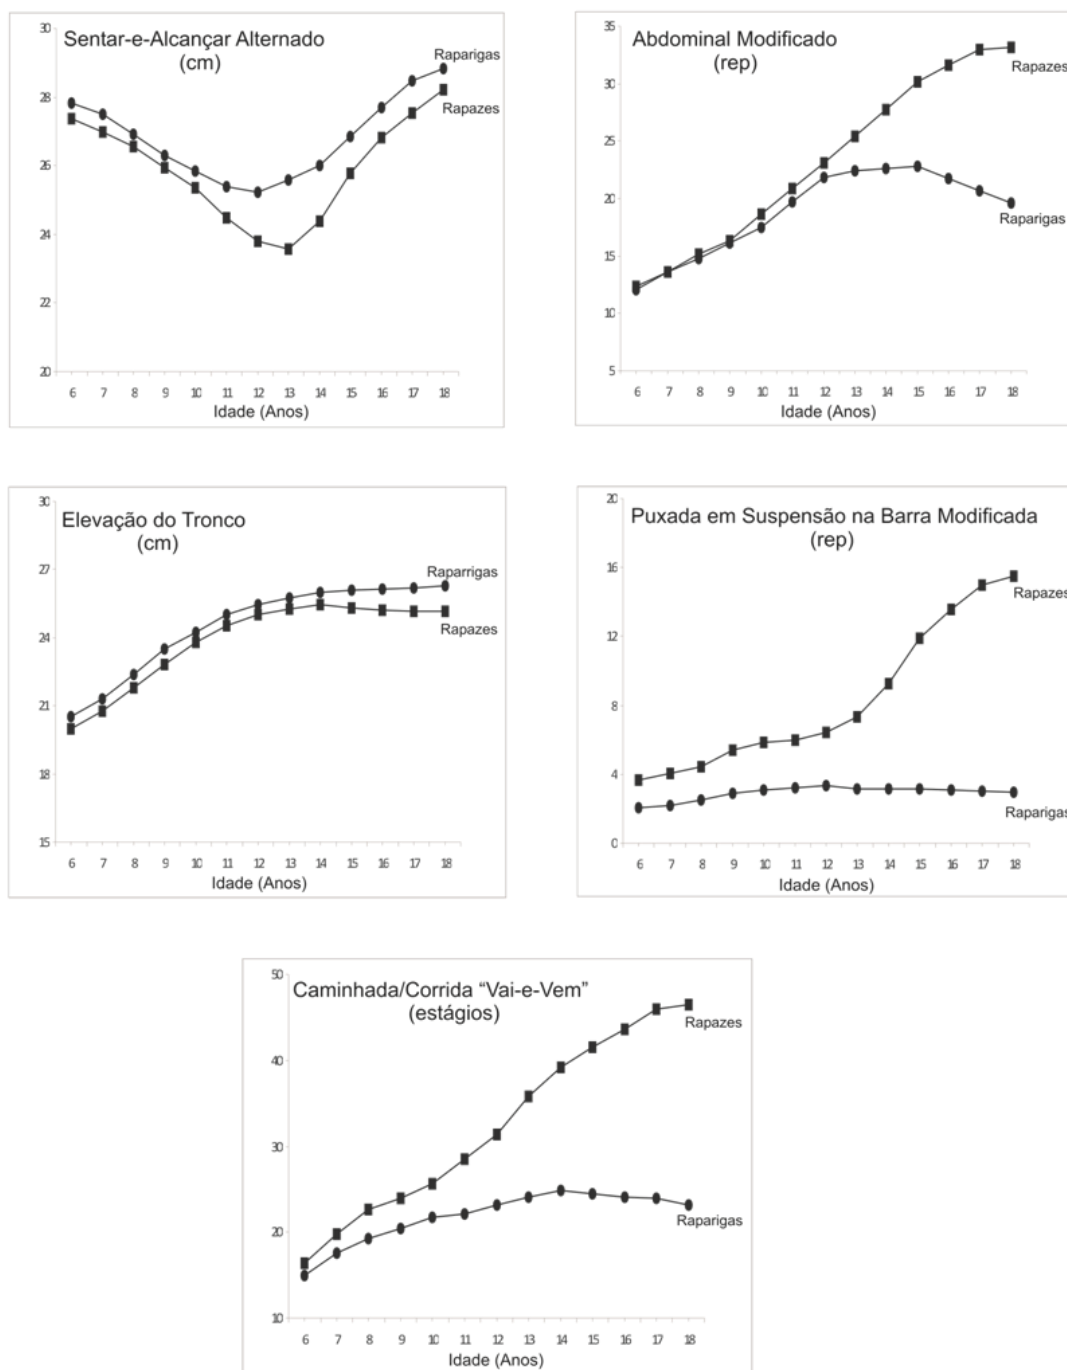 Sentar-e-Alcançar Alternado
(cm)
30
28
26
24
22
20
Raparigas
Rapazes
6 7 8 9 10 11 12 13 14 15 16 17 18
Idade (Anos)
Abdominal Modificado
(rep)
35
30
25
20
15
10
5
Rapazes
Raparigas
6 7 8 9 10 11 12 13 14 15 16 17 18
Idade (Anos)
Elevação do Tronco
(cm)
30
27
24
21
18
15
Raparrigas
Rapazes
6 7 8 9 10 11 12 13 14 15 16 17 18
Idade (Anos)
Puxada em Suspensão na Barra Modificada
(rep)
20
16
12
8
4
0
Rapazes
Raparigas
6 7 8 9 10 11 12 13 14 15 16 17 18
Idade (Anos)
Caminhada/Corrida “Vai-e-Vem”
(estágios)
50
40
30
20
10
Rapazes
Raparigas
6 7 8 9 10 11 12 13 14 15 16 17 18
Idade (Anos)